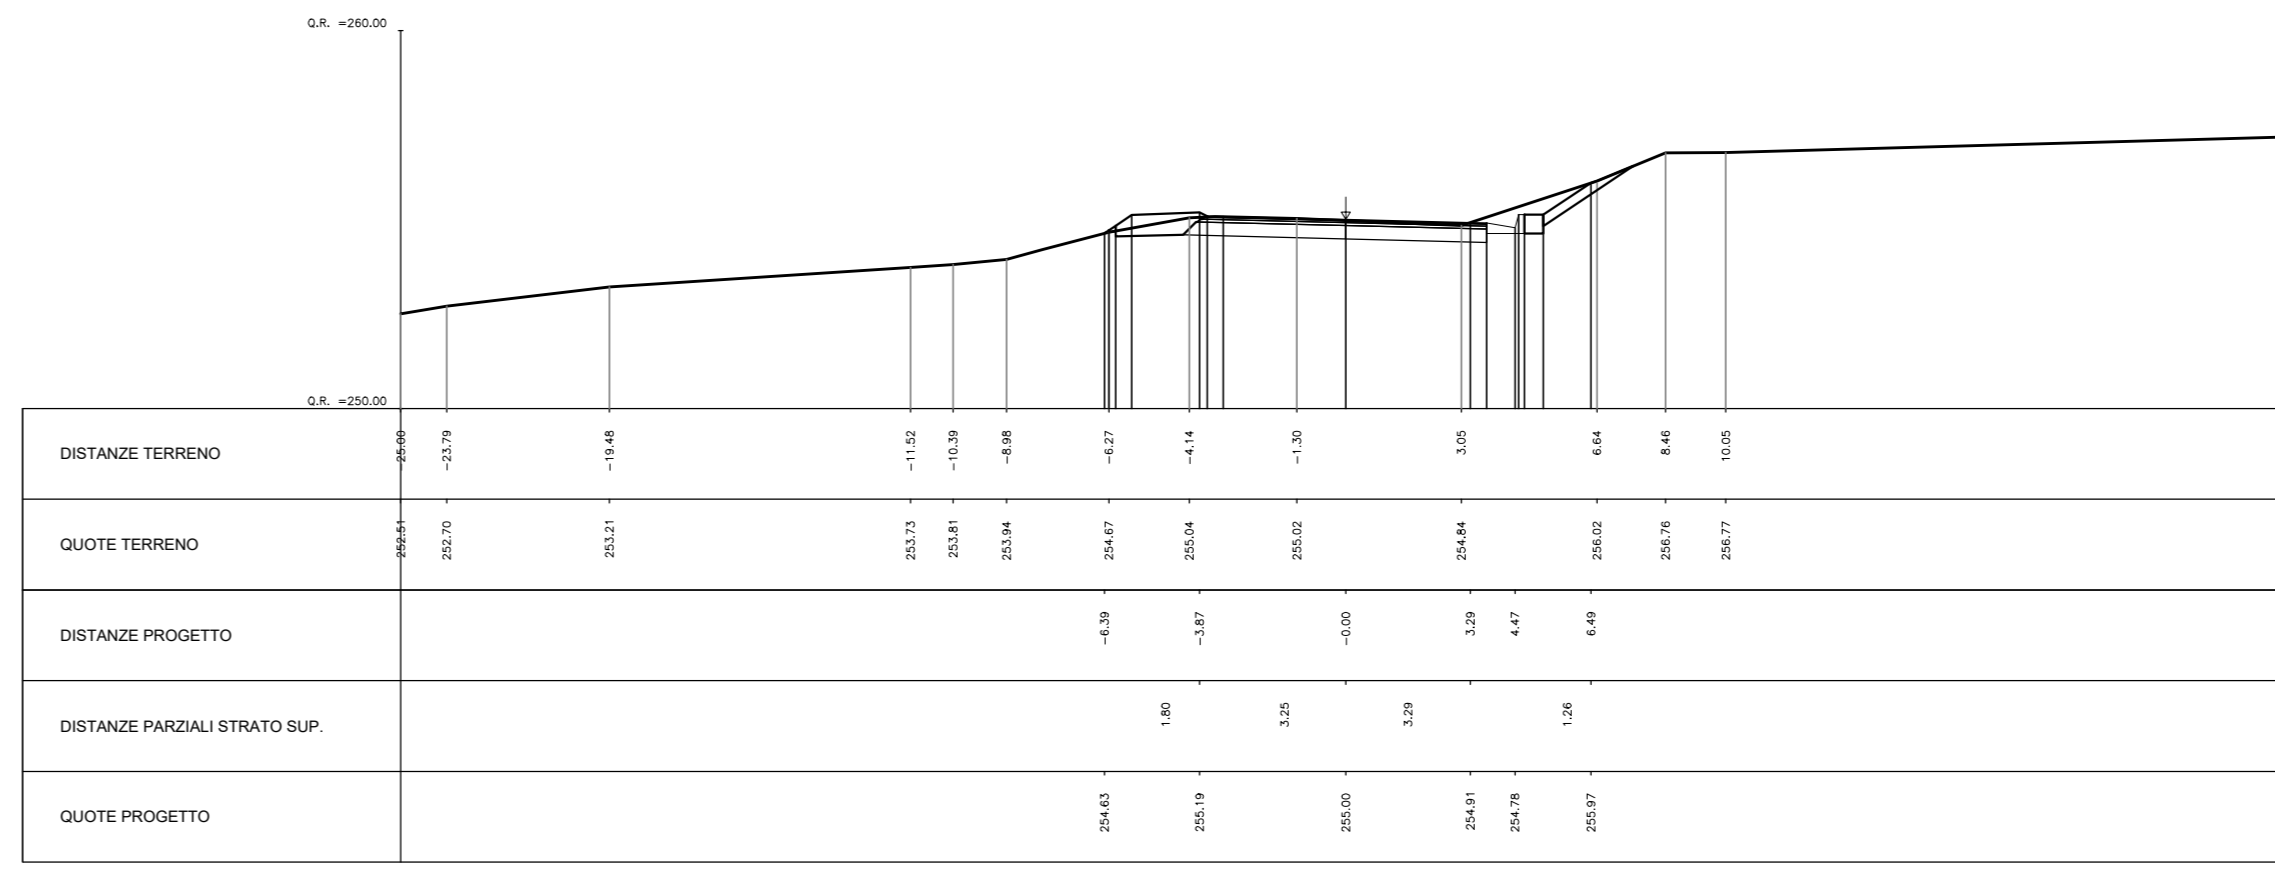 Q.R. =260.00
Q.R. =250.00
DISTANZE TERRENO -25.00 -23.79 -19.48 -11.52 -10.39 -8.98 -6.27 -4.14 -1.30 3.05 6.64 8.46 10.05
QUOTE TERRENO 252.51 252.70 253.21 253.73 253.81 253.94 254.67 255.04 255.02 254.84 256.02 256.76 256.77
DISTANZE PROGETTO -6.39 -3.87 -0.00 3.29 4.47 6.49
DISTANZE PARZIALI STRATO SUP. 1.80 3.25 3.29 1.26
QUOTE PROGETTO 254.63 255.19 255.00 254.91 254.78 255.97